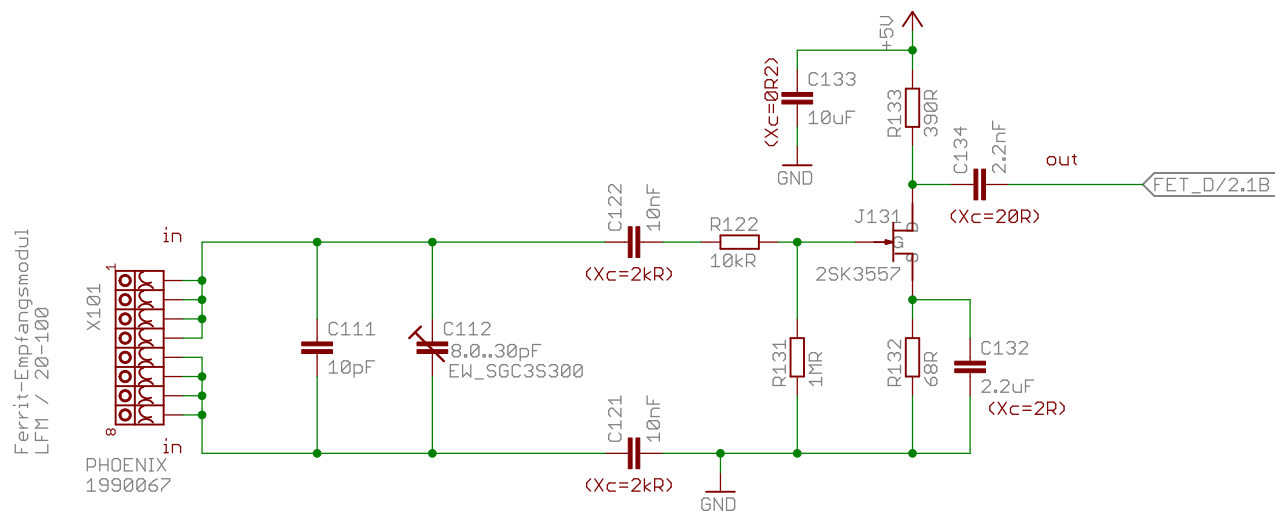 +5V
C133
10uF
(Xc=0R2)
GND
R133
390R
C134
2.2nF
(Xc=20R)
out
FET_D/2.1B
Ferrit-Empfangsmodul
LFM / 20-100
X101
1
8
in
in
PHOENIX
1990067
C111
10pF
C112
8.0..30pF
EW_SGC3S300
C122
10nF
(Xc=2kR)
C121
10nF
(Xc=2kR)
R122
10kR
J131
D
G
S
2SK3557
R131
1MR
R132
68R
C132
2.2uF
(Xc=2R)
GND